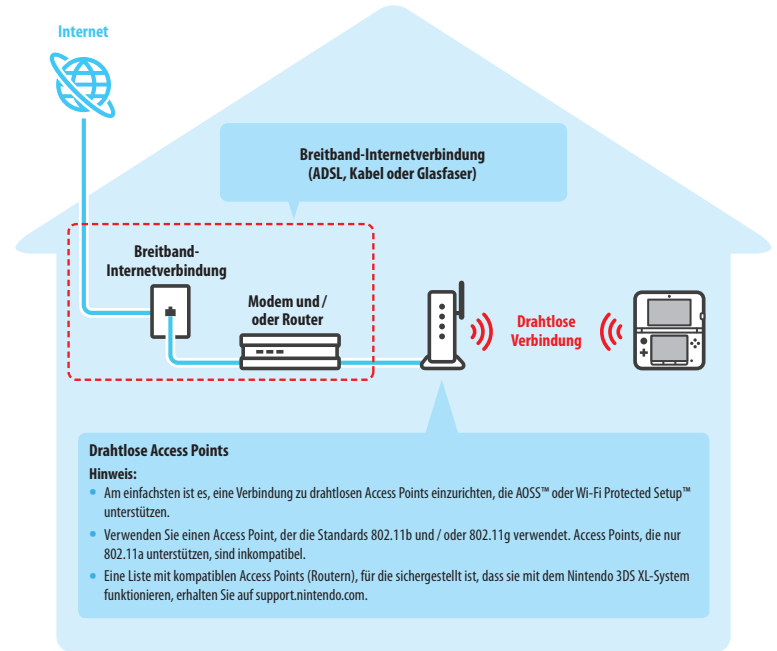 Internet
Breitband-Internetverbindung
(ADSL, Kabel oder Glasfaser)
Breitband-
Internetverbindung
Modem und /
oder Router
Drahtlose
Verbindung
Drahtlose Access Points
Hinweis:
• Am einfachsten ist es, eine Verbindung zu drahtlosen Access Points einzurichten, die AOSS™ oder Wi-Fi Protected Setup™
unterstützen.
• Verwenden Sie einen Access Point, der die Standards 802.11b und / oder 802.11g verwendet. Access Points, die nur
802.11a unterstützen, sind inkompatibel.
• Eine Liste mit kompatiblen Access Points (Routern), für die sichergestellt ist, dass sie mit dem Nintendo 3DS XL-System
funktionieren, erhalten Sie auf support.nintendo.com.